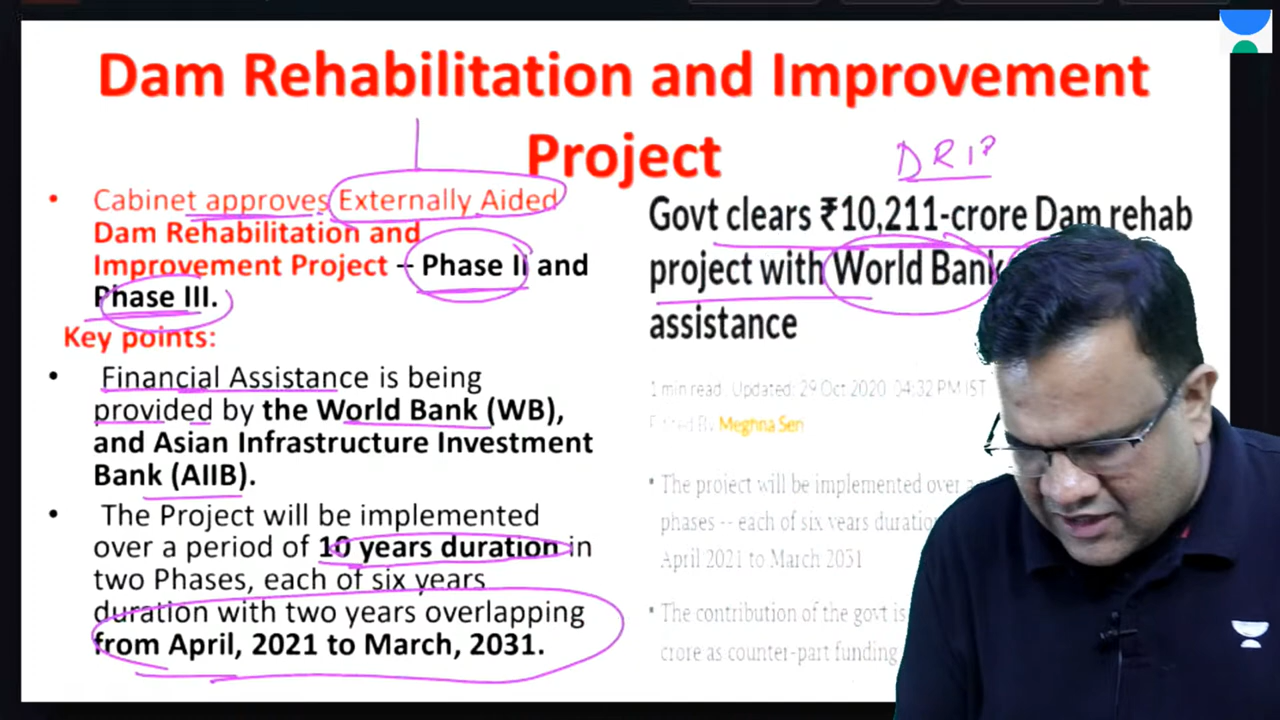 Dam Rehabilitation and Improvement
Project
DRIP
• Cabinet approves Externally Aided
Dam Rehabilitation and
Improvement Project – Phase II and
Phase III.
Key points:
• Financial Assistance is being
provided by the World Bank (WB),
and Asian Infrastructure Investment
Bank (AIIB).
• The Project will be implemented
over a period of 10 years duration in
two Phases, each of six years
duration with two years overlapping
from April, 2021 to March, 2031.
Govt clears ₹10,211-crore Dam rehab
project with World Bank
assistance
1 min read . Updated: 29 Oct 2020, 04:32 PM IST
Edited By Meghna Sen
• The project will be implemented over a
phases -- each of six years
April 2021 to March 2031
• The contribution of the govt is
crore as counter-part funding